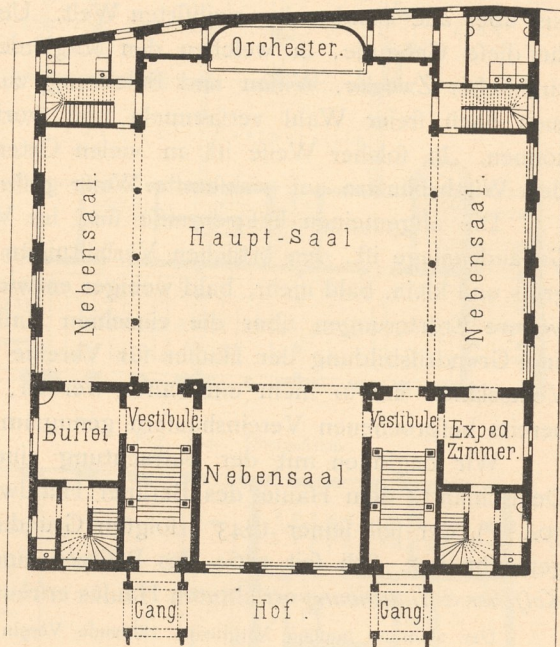 Orchester.
Nebensaal
Haupt-Saal
Nebensaal
Büffet
Vestibule
Vestibule
Exped.
Zimmer.
Nebensaal
Gang
Hof.
Gang